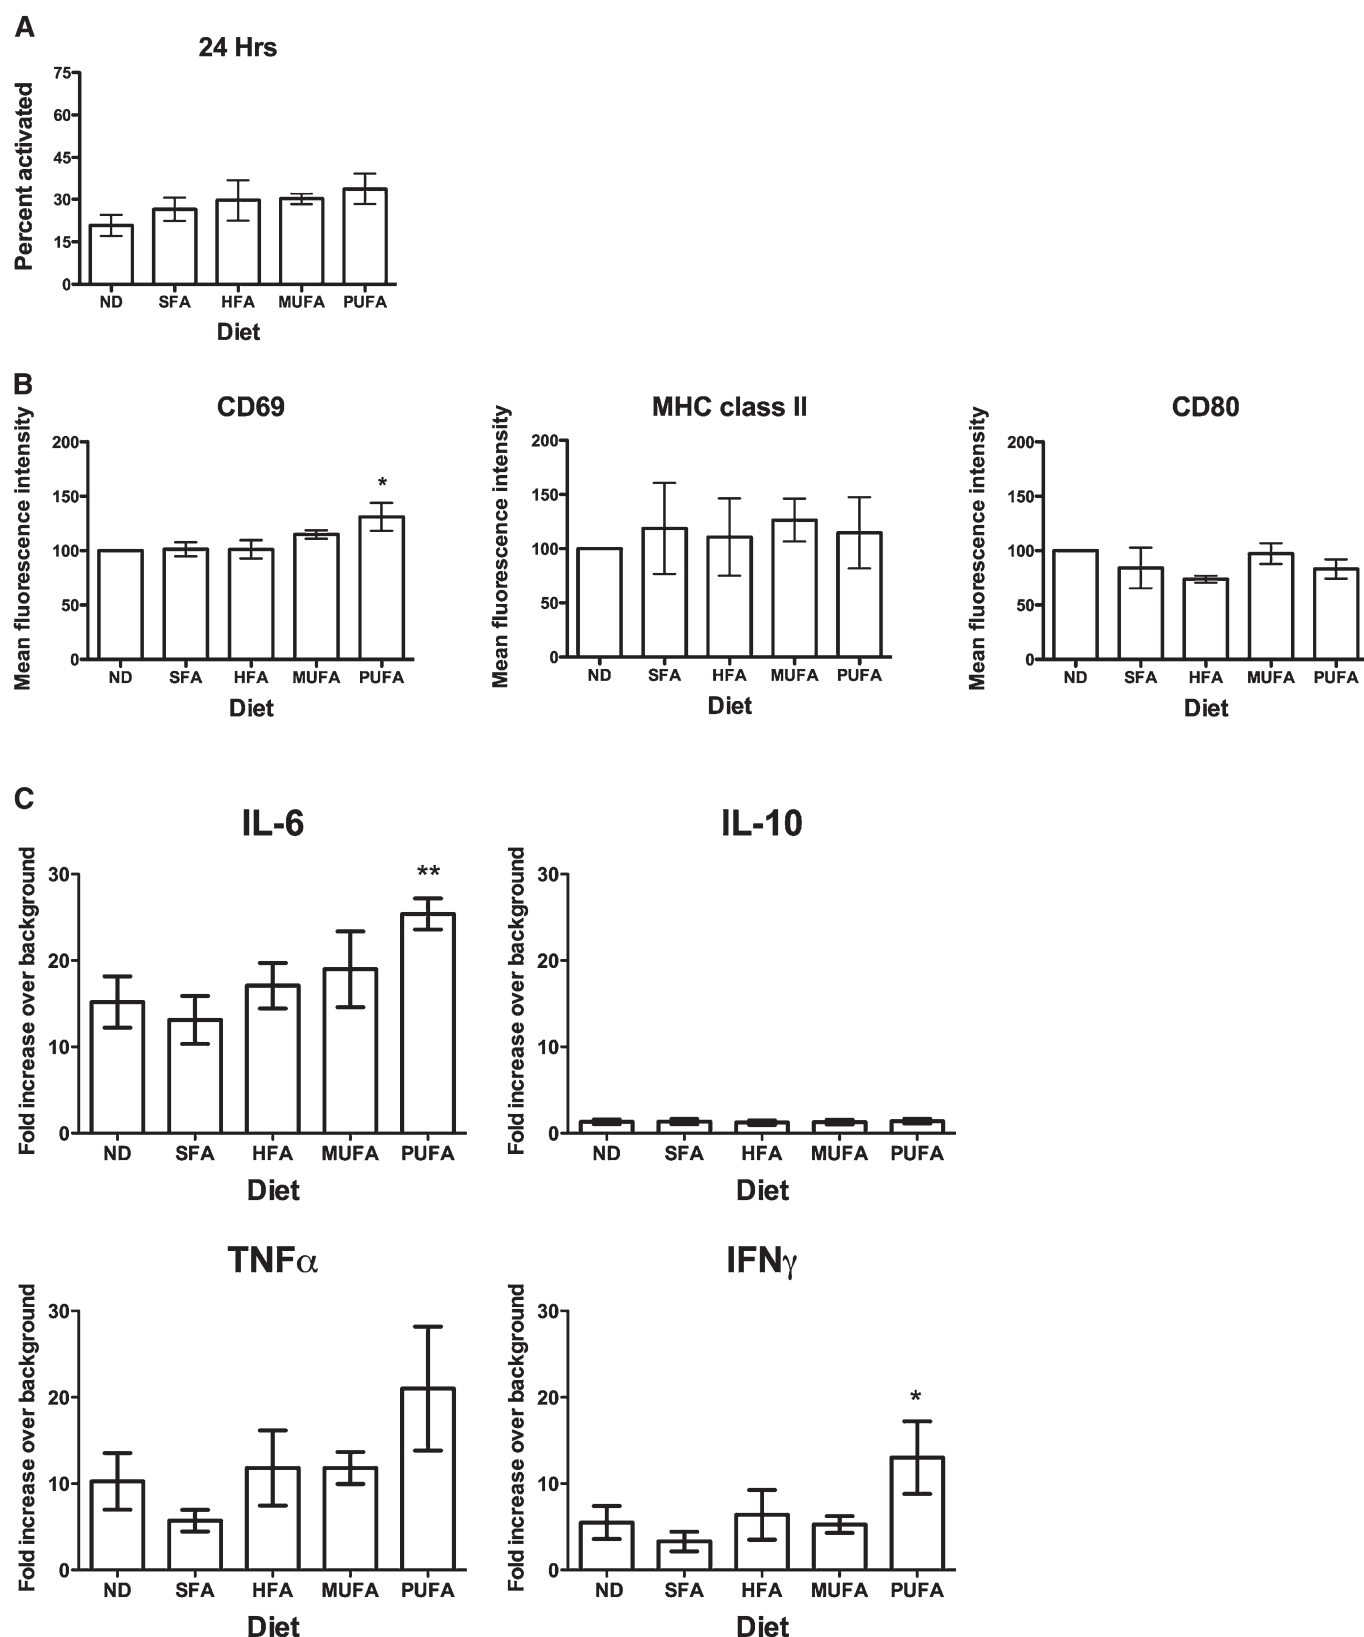 A
24 Hrs
Percent activated
75
60
45
30
15
0
ND SFA HFA MUFA PUFA
Diet
B
CD69
Mean fluorescence intensity
200
150
100
50
0
*
ND SFA HFA MUFA PUFA
Diet
MHC class II
Mean fluorescence intensity
200
150
100
50
0
ND SFA HFA MUFA PUFA
Diet
CD80
Mean fluorescence intensity
200
150
100
50
0
ND SFA HFA MUFA PUFA
Diet
C
IL-6
Fold increase over background
30
20
10
0
**
ND SFA HFA MUFA PUFA
Diet
IL-10
Fold increase over background
30
20
10
0
ND SFA HFA MUFA PUFA
Diet
TNFα
Fold increase over background
30
20
10
0
ND SFA HFA MUFA PUFA
Diet
IFNγ
Fold increase over background
30
20
10
0
*
ND SFA HFA MUFA PUFA
Diet